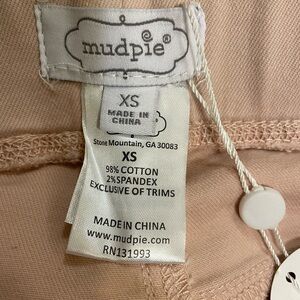 mudpie®
XS
MADE IN
CHINA
Stone Mountain, GA 30083
XS
98% COTTON
2% SPANDEX
EXCLUSIVE OF TRIMS
MADE IN CHINA
www.mudpie.com
RN131993